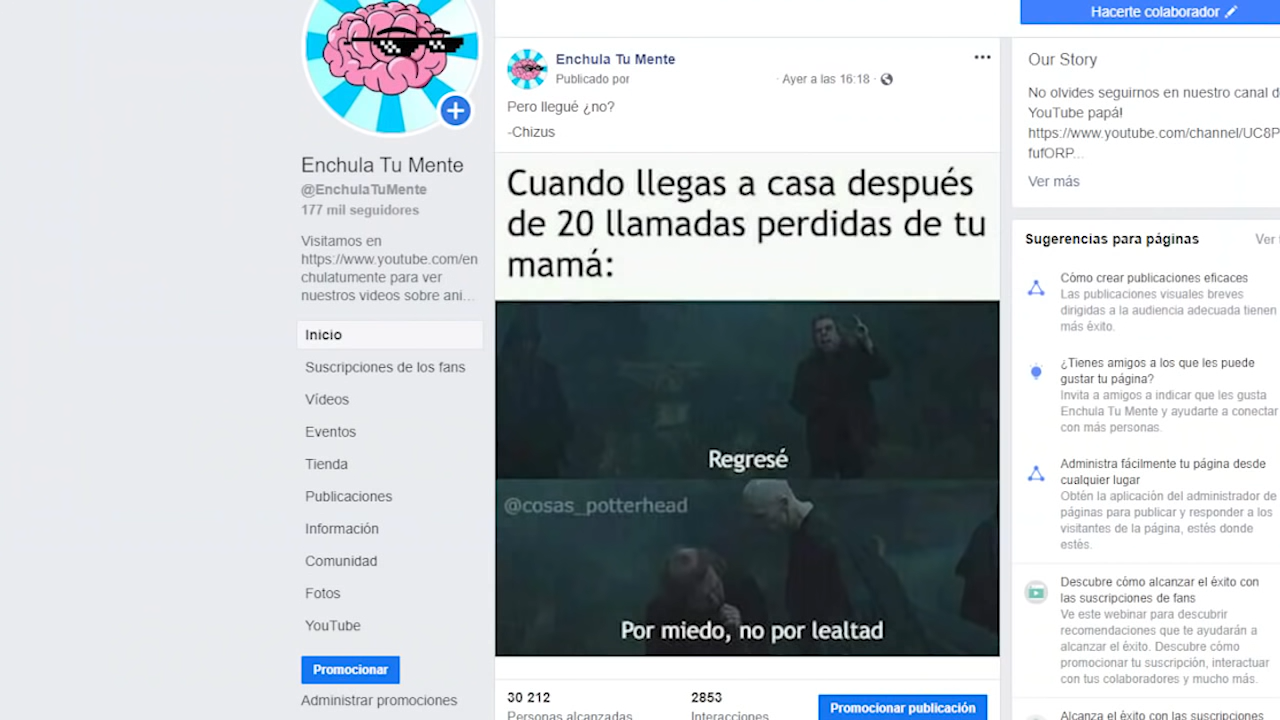 Enchula Tu Mente
@EnchulaTuMente
177 mil seguidores
Visitamos en
https://www.youtube.com/en
chulatumente para ver
nuestros videos sobre ani...
Inicio
Suscripciones de los fans
Vídeos
Eventos
Tienda
Publicaciones
Información
Comunidad
Fotos
YouTube
Promocionar
Administrar promociones
Enchula Tu Mente
Publicado por
· Ayer a las 16:18 ·
Pero llegué ¿no?
-Chizus
Cuando llegas a casa después
de 20 llamadas perdidas de tu
mamá:
Regresé
@cosas_potterhead
Por miedo, no por lealtad
30 212
Personas alcanzadas
2853
Interacciones
Promocionar publicación
Hacerte colaborador
Our Story
No olvides seguirnos en nuestro canal d
YouTube papá!
https://www.youtube.com/channel/UC8P
fufORP...
Ver más
Sugerencias para páginas
Ver
Cómo crear publicaciones eficaces
Las publicaciones visuales breves
dirigidas a la audiencia adecuada tienen
más éxito.
¿Tienes amigos a los que les puede
gustar tu página?
Invita a amigos a indicar que les gusta
Enchula Tu Mente y ayudarte a conectar
con más personas.
Administra fácilmente tu página desde
cualquier lugar
Obtén la aplicación del administrador de
páginas para publicar y responder a los
visitantes de la página, estés donde
estés.
Descubre cómo alcanzar el éxito con
las suscripciones de fans
Ve este webinar para descubrir
recomendaciones que te ayudarán a
alcanzar el éxito. Descubre cómo
promocionar tu suscripción, interactuar
con tus colaboradores y mucho más.
Alcanza el éxito con las suscripciones